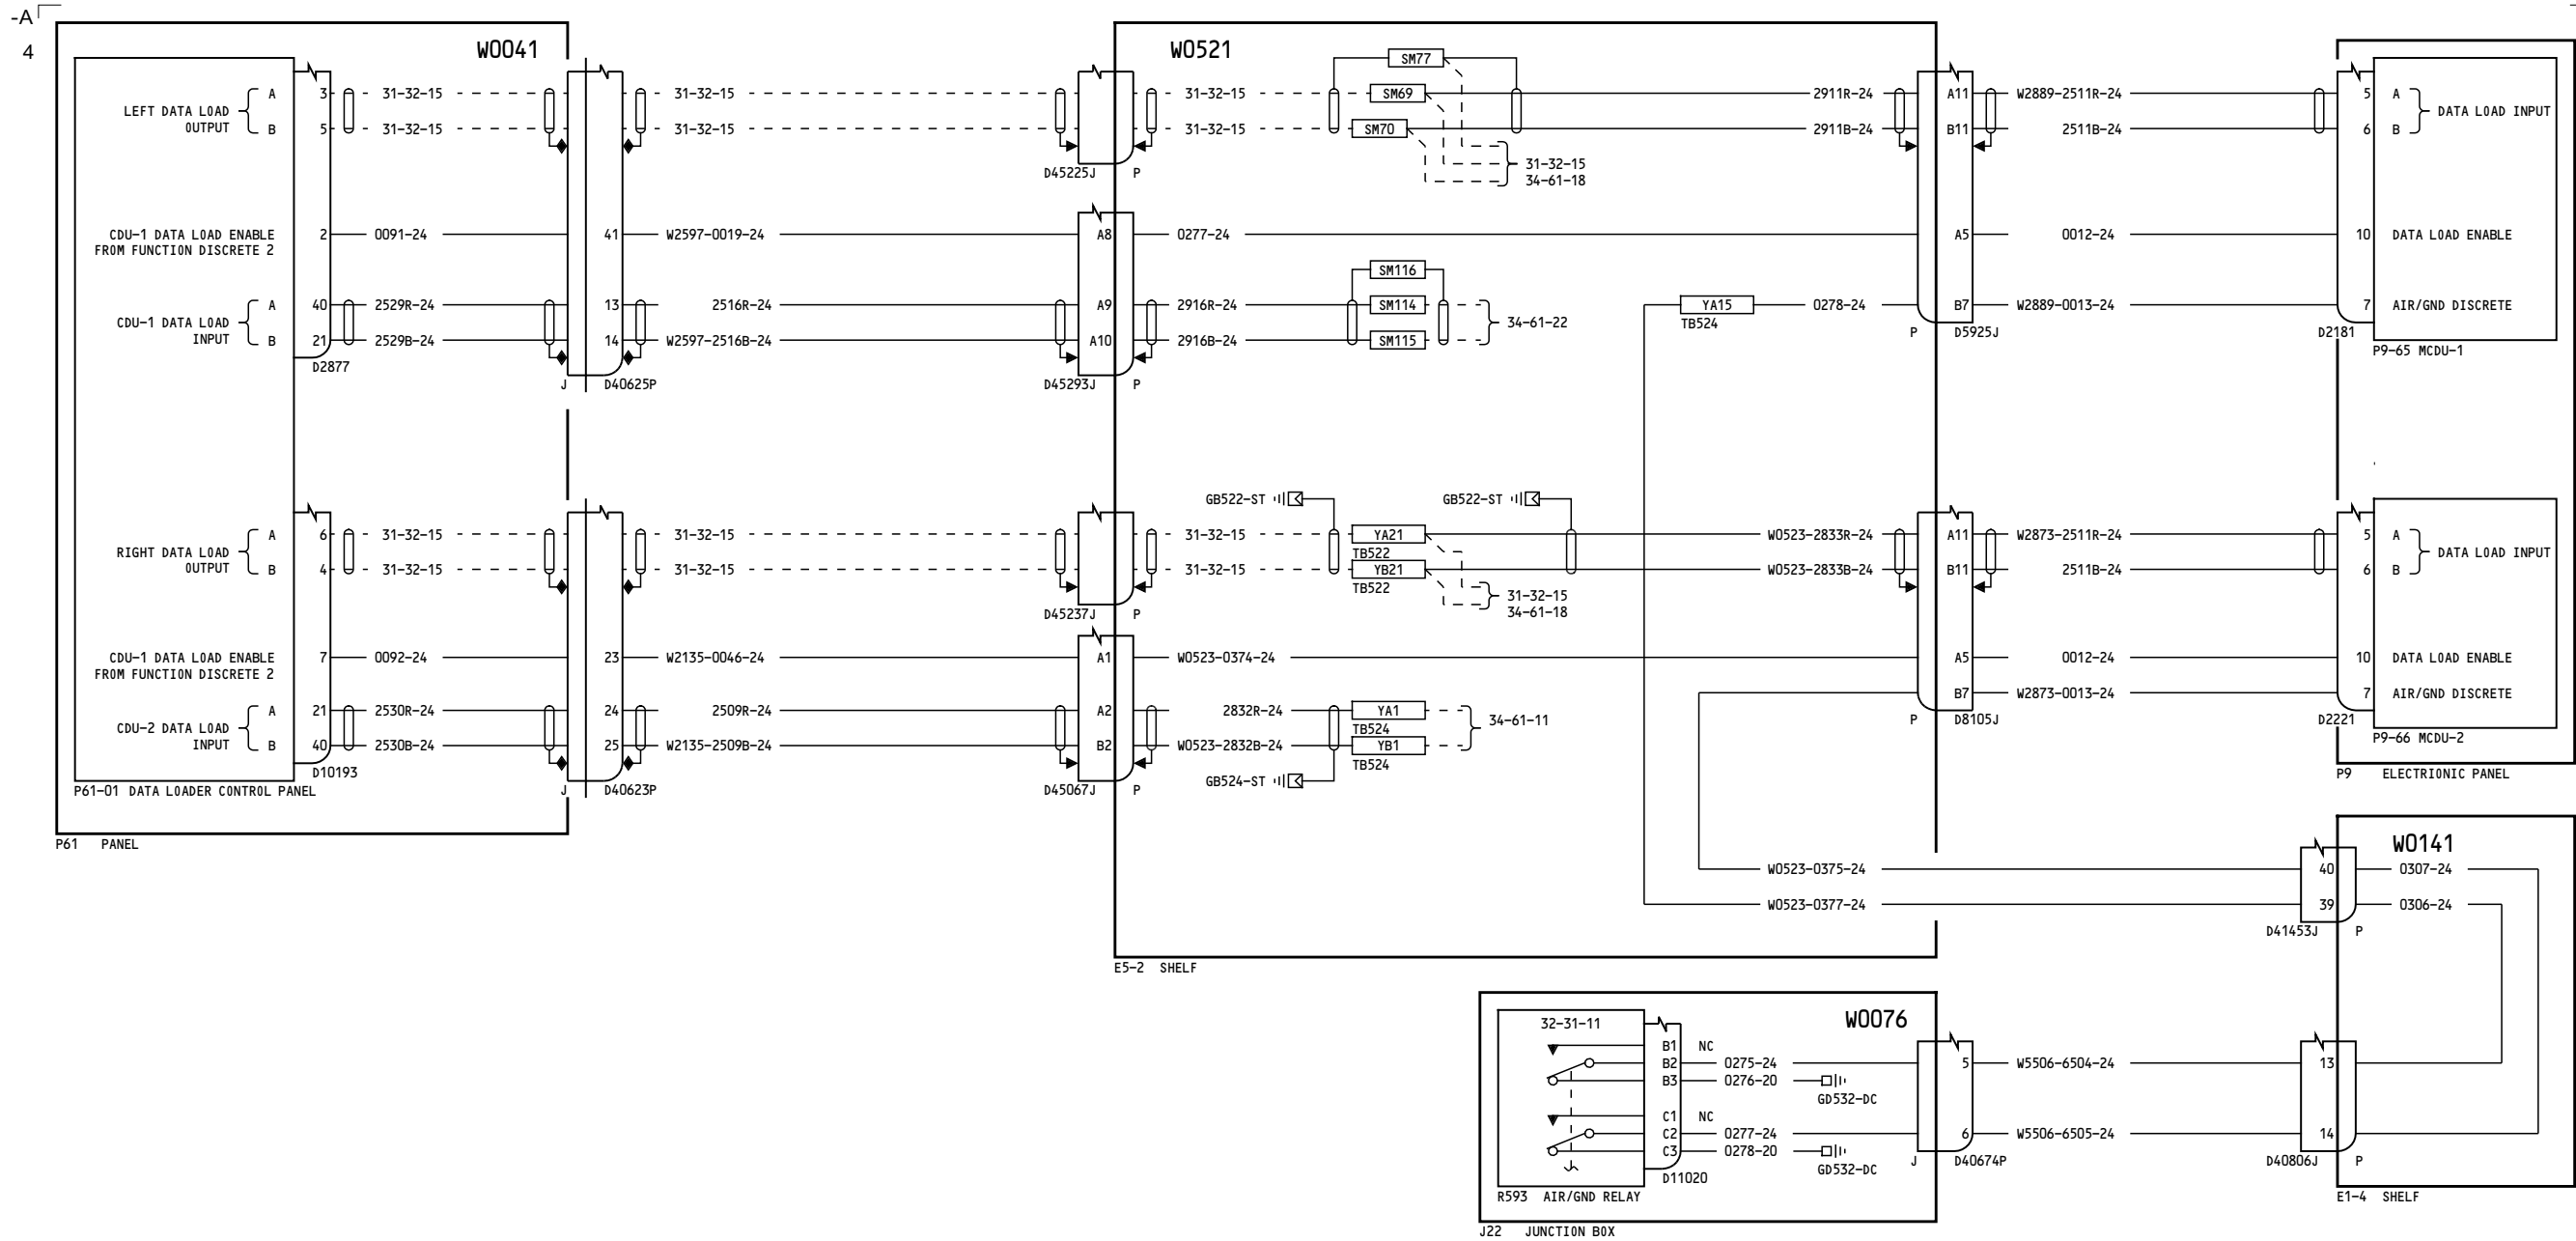 -A
4
W0041
W0521
SM77
LEFT DATA LOAD
OUTPUT
A 3 31-32-15 31-32-15 31-32-15 SM69 2911R-24 A11 W2889-2511R-24 5 A
B 5 31-32-15 31-32-15 31-32-15 SM70 2911B-24 B11 2511B-24 6 B
DATA LOAD INPUT
D45225J P
31-32-15
34-61-18
CDU-1 DATA LOAD ENABLE
FROM FUNCTION DISCRETE 2
2 0091-24 41 W2597-0019-24 A8 0277-24 A5 0012-24 10 DATA LOAD ENABLE
SM116
CDU-1 DATA LOAD
INPUT
A 40 2529R-24 13 2516R-24 A9 2916R-24 SM114 YA15 0278-24 B7 W2889-0013-24 7 AIR/GND DISCRETE
TB524
34-61-22
B 21 2529B-24 14 W2597-2516B-24 A10 2916B-24 SM115
P D5925J D2181
P9-65 MCDU-1
D2877
J D40625P D45293J P
GB522-ST GB522-ST
RIGHT DATA LOAD
OUTPUT
A 6 31-32-15 31-32-15 31-32-15 YA21 W0523-2833R-24 A11 W2873-2511R-24 5 A
TB522
B 4 31-32-15 31-32-15 31-32-15 YB21 W0523-2833B-24 B11 2511B-24 6 B
TB522
DATA LOAD INPUT
31-32-15
34-61-18
D45237J P
CDU-1 DATA LOAD ENABLE
FROM FUNCTION DISCRETE 2
7 0092-24 23 W2135-0046-24 A1 W0523-0374-24 A5 0012-24 10 DATA LOAD ENABLE
B7 W2873-0013-24 7 AIR/GND DISCRETE
CDU-2 DATA LOAD
INPUT
A 21 2530R-24 24 2509R-24 A2 2832R-24 YA1
TB524
34-61-11
P D8105J D2221
P9-66 MCDU-2
B 40 2530B-24 25 W2135-2509B-24 B2 W0523-2832B-24 YB1
TB524
D10193
GB524-ST
P9 ELECTRIONIC PANEL
P61-01 DATA LOADER CONTROL PANEL
J D40623P D45067J P
P61 PANEL
W0141
W0523-0375-24 40 0307-24
W0523-0377-24 39 0306-24
D41453J P
E5-2 SHELF
W0076
32-31-11
B1 NC
B2 0275-24 5 W5506-6504-24 13
B3 0276-20
GD532-DC
C1 NC
C2 0277-24 6 W5506-6505-24 14
C3 0278-20
GD532-DC
J D40674P D40806J P
D11020
R593 AIR/GND RELAY
E1-4 SHELF
J22 JUNCTION BOX